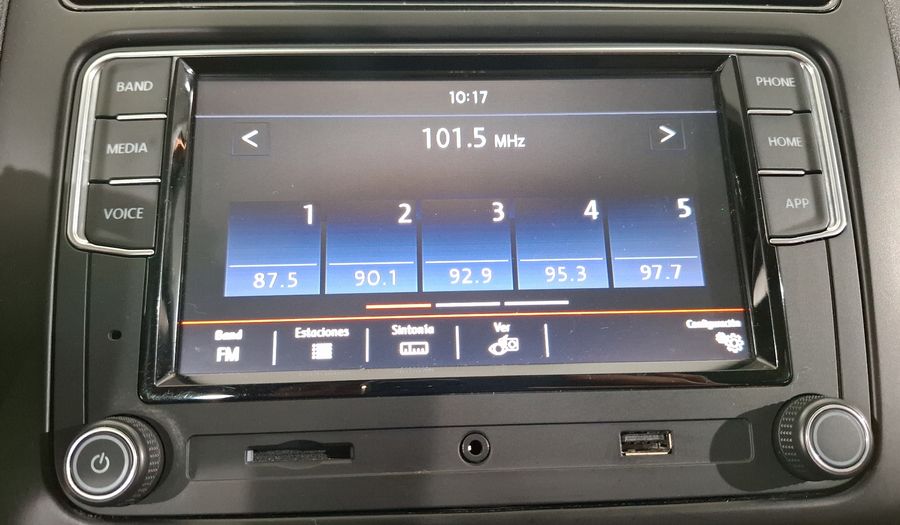 BAND
MEDIA
VOICE
10:17
<
101.5 MHz
>
1 2 3 4 5
87.5 90.1 92.9 95.3 97.7
Band Estaciones Sintonía Ver Configuración
FM
PHONE
HOME
APP